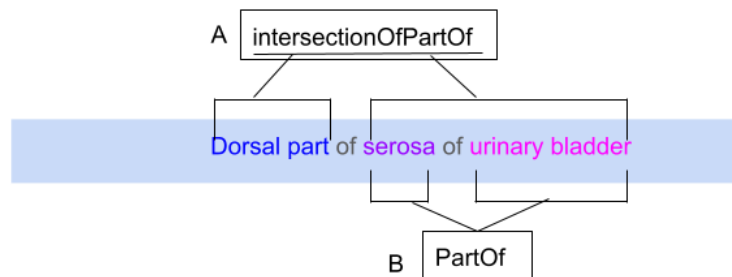 A intersectionOfPartOf
Dorsal part of serosa of urinary bladder
B PartOf